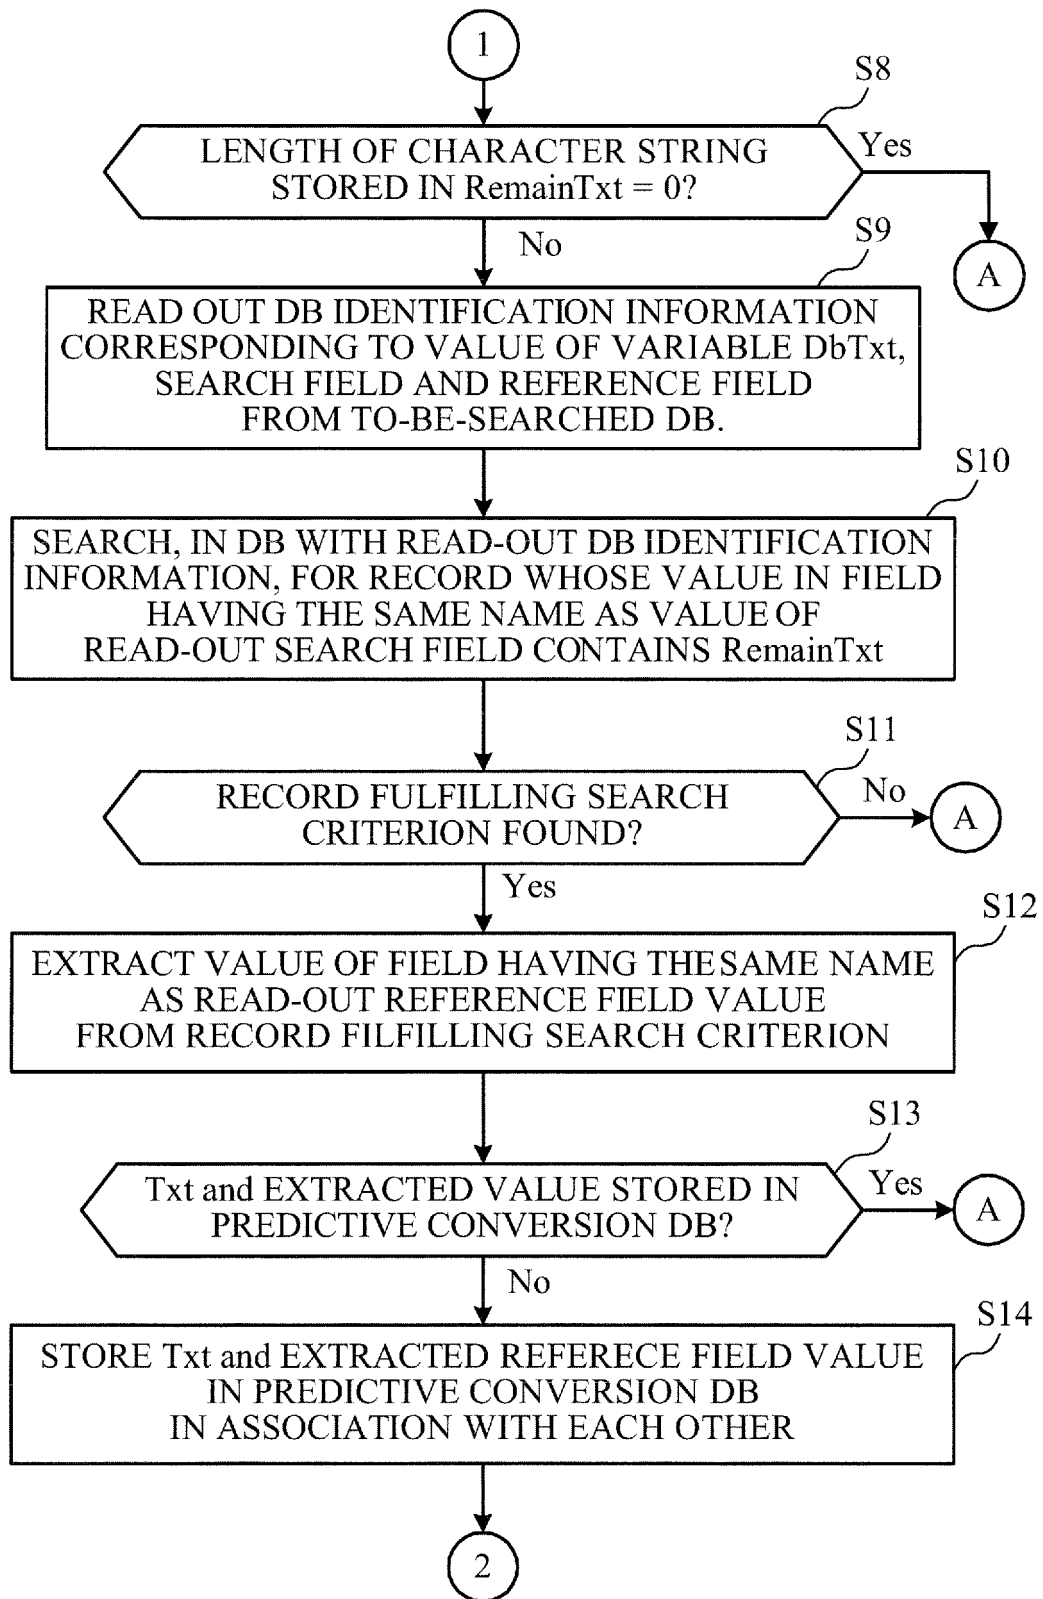 1
S8
LENGTH OF CHARACTER STRING
STORED IN RemainTxt = 0?
Yes
A
No
S9
READ OUT DB IDENTIFICATION INFORMATION
CORRESPONDING TO VALUE OF VARIABLE DbTxt,
SEARCH FIELD AND REFERENCE FIELD
FROM TO-BE-SEARCHED DB.
S10
SEARCH, IN DB WITH READ-OUT DB IDENTIFICATION
INFORMATION, FOR RECORD WHOSE VALUE IN FIELD
HAVING THE SAME NAME AS VALUE OF
READ-OUT SEARCH FIELD CONTAINS RemainTxt
S11
RECORD FULFILLING SEARCH
CRITERION FOUND?
No
A
Yes
S12
EXTRACT VALUE OF FIELD HAVING THE SAME NAME
AS READ-OUT REFERENCE FIELD VALUE
FROM RECORD FILFILLING SEARCH CRITERION
S13
Txt and EXTRACTED VALUE STORED IN
PREDICTIVE CONVERSION DB?
Yes
A
No
S14
STORE Txt and EXTRACTED REFERECE FIELD VALUE
IN PREDICTIVE CONVERSION DB
IN ASSOCIATION WITH EACH OTHER
2